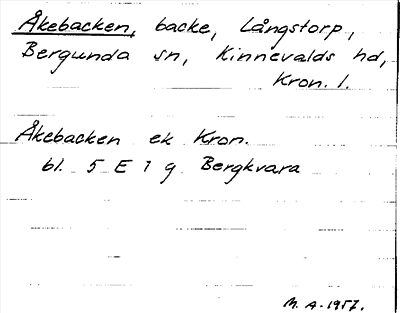 Åkebacken, backe, Långstorp,
Bergunda sn, Kinnevalds hd,
Kron. l.
Åkebacken ek Kron.
bl. 5 E 1 g Bergkvara
M. A. 1957.